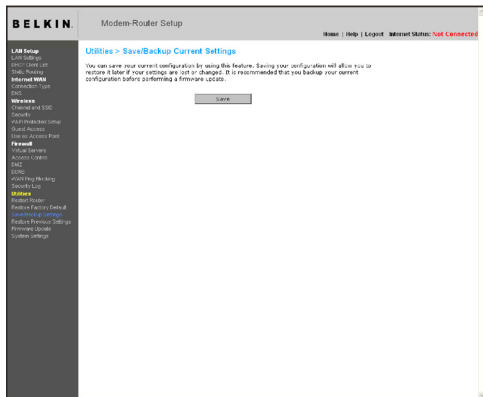 BELKIN.
Modem-Router Setup
Home | Help | Logout Internet Status: Not Connected
LAN Setup
LAN Settings
DHCP Client List
Static Routing
Internet WAN
Connection Type
DNS
Wireless
Channel and SSID
Security
Wi-Fi Protected Setup
Guest Access
Use as Access Point
Firewall
Virtual Servers
Access Control
DMZ
DDNS
WAN Ping Blocking
Security Log
Utilities
Restart Router
Restore Factory Default
Save/Backup Settings
Restore Previous Settings
Firmware Update
System Settings
Utilities > Save/Backup Current Settings
You can save your current configuration by using this feature. Saving your configuration will allow you to
restore it later if your settings are lost or changed. It is recommended that you backup your current
configuration before performing a firmware update.
Save